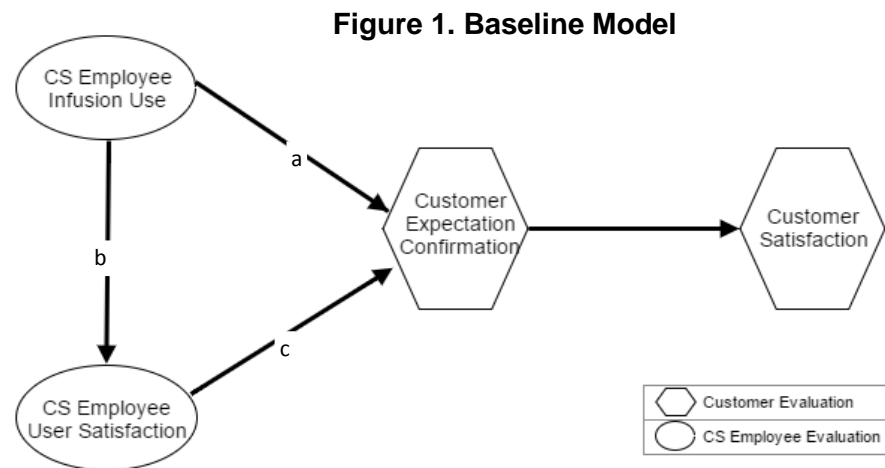 Figure 1. Baseline Model
CS Employee
Infusion Use
a
Customer
Expectation
Confirmation
Customer
Satisfaction
b
c
CS Employee
User Satisfaction
Customer Evaluation
CS Employee Evaluation